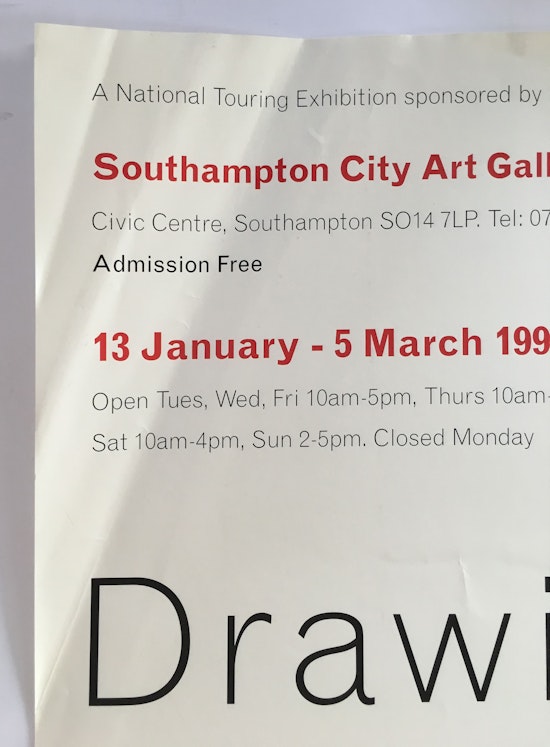 A National Touring Exhibition sponsored by
Southampton City Art Gall
Civic Centre, Southampton SO14 7LP. Tel: 07
Admission Free
13 January - 5 March 199
Open Tues, Wed, Fri 10am-5pm, Thurs 10am-
Sat 10am-4pm, Sun 2-5pm. Closed Monday
Drawi